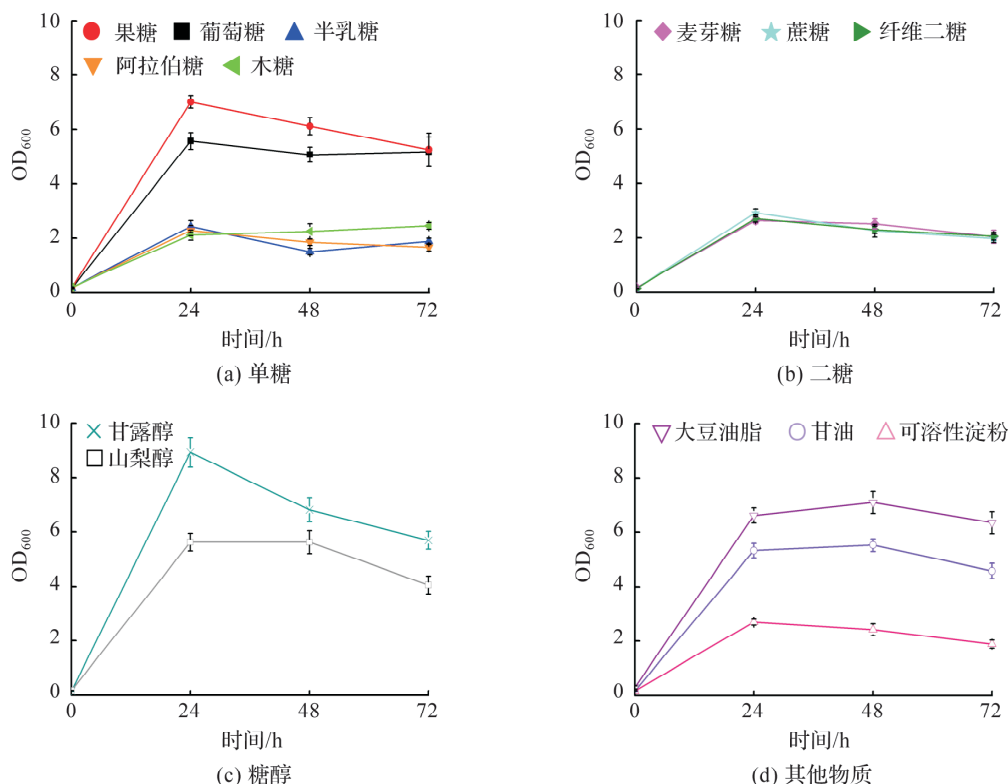 果糖 葡萄糖 半乳糖
阿拉伯糖 木糖
10
8
6
4
2
0
OD600
0 24 48 72
时间/h
(a) 单糖
麦芽糖 蔗糖 纤维二糖
10
8
6
4
2
0
OD600
0 24 48 72
时间/h
(b) 二糖
甘露醇
山梨醇
10
8
6
4
2
0
OD600
0 24 48 72
时间/h
(c) 糖醇
大豆油脂 甘油 可溶性淀粉
10
8
6
4
2
0
OD600
0 24 48 72
时间/h
(d) 其他物质